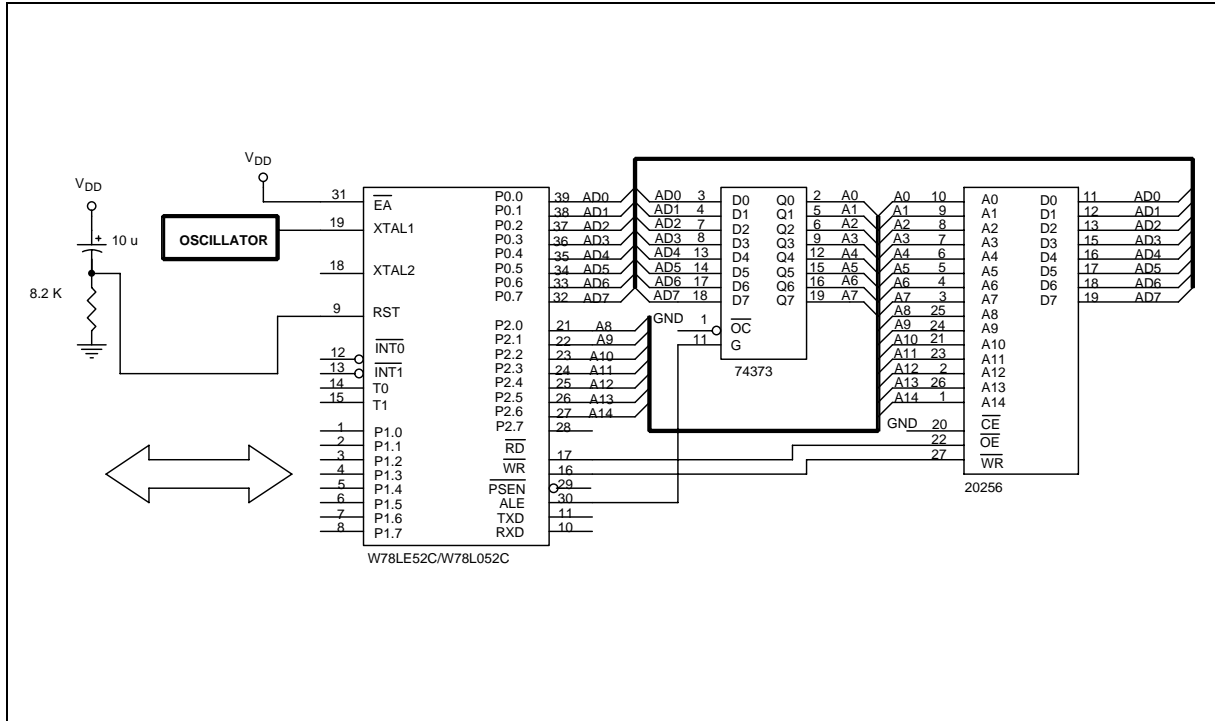 V_DD
10 u
8.2 K
V_DD
OSCILLATOR
31 EA
19 XTAL1
18 XTAL2
9 RST
12 INT0
13 INT1
14 T0
15 T1
1 P1.0
2 P1.1
3 P1.2
4 P1.3
5 P1.4
6 P1.5
7 P1.6
8 P1.7
P0.0 39 AD0
P0.1 38 AD1
P0.2 37 AD2
P0.3 36 AD3
P0.4 35 AD4
P0.5 34 AD5
P0.6 33 AD6
P0.7 32 AD7
P2.0 21 A8
P2.1 22 A9
P2.2 23 A10
P2.3 24 A11
P2.4 25 A12
P2.5 26 A13
P2.6 27 A14
P2.7 28
RD 17
WR 16
PSEN 29
ALE 30
TXD 11
RXD 10
W78LE52C/W78L052C
AD0 3 D0 Q0 2 A0
AD1 4 D1 Q1 5 A1
AD2 7 D2 Q2 6 A2
AD3 8 D3 Q3 9 A3
AD4 13 D4 Q4 12 A4
AD5 14 D5 Q5 15 A5
AD6 17 D6 Q6 16 A6
AD7 18 D7 Q7 19 A7
GND 1 OC
11 G
74373
A0 10 A0 D0 11 AD0
A1 9 A1 D1 12 AD1
A2 8 A2 D2 13 AD2
A3 7 A3 D3 15 AD3
A4 6 A4 D4 16 AD4
A5 5 A5 D5 17 AD5
A6 4 A6 D6 18 AD6
A7 3 A7 D7 19 AD7
A8 25 A8
A9 24 A9
A10 21 A10
A11 23 A11
A12 2 A12
A13 26 A13
A14 1 A14
GND 20 CE
22 OE
27 WR
20256